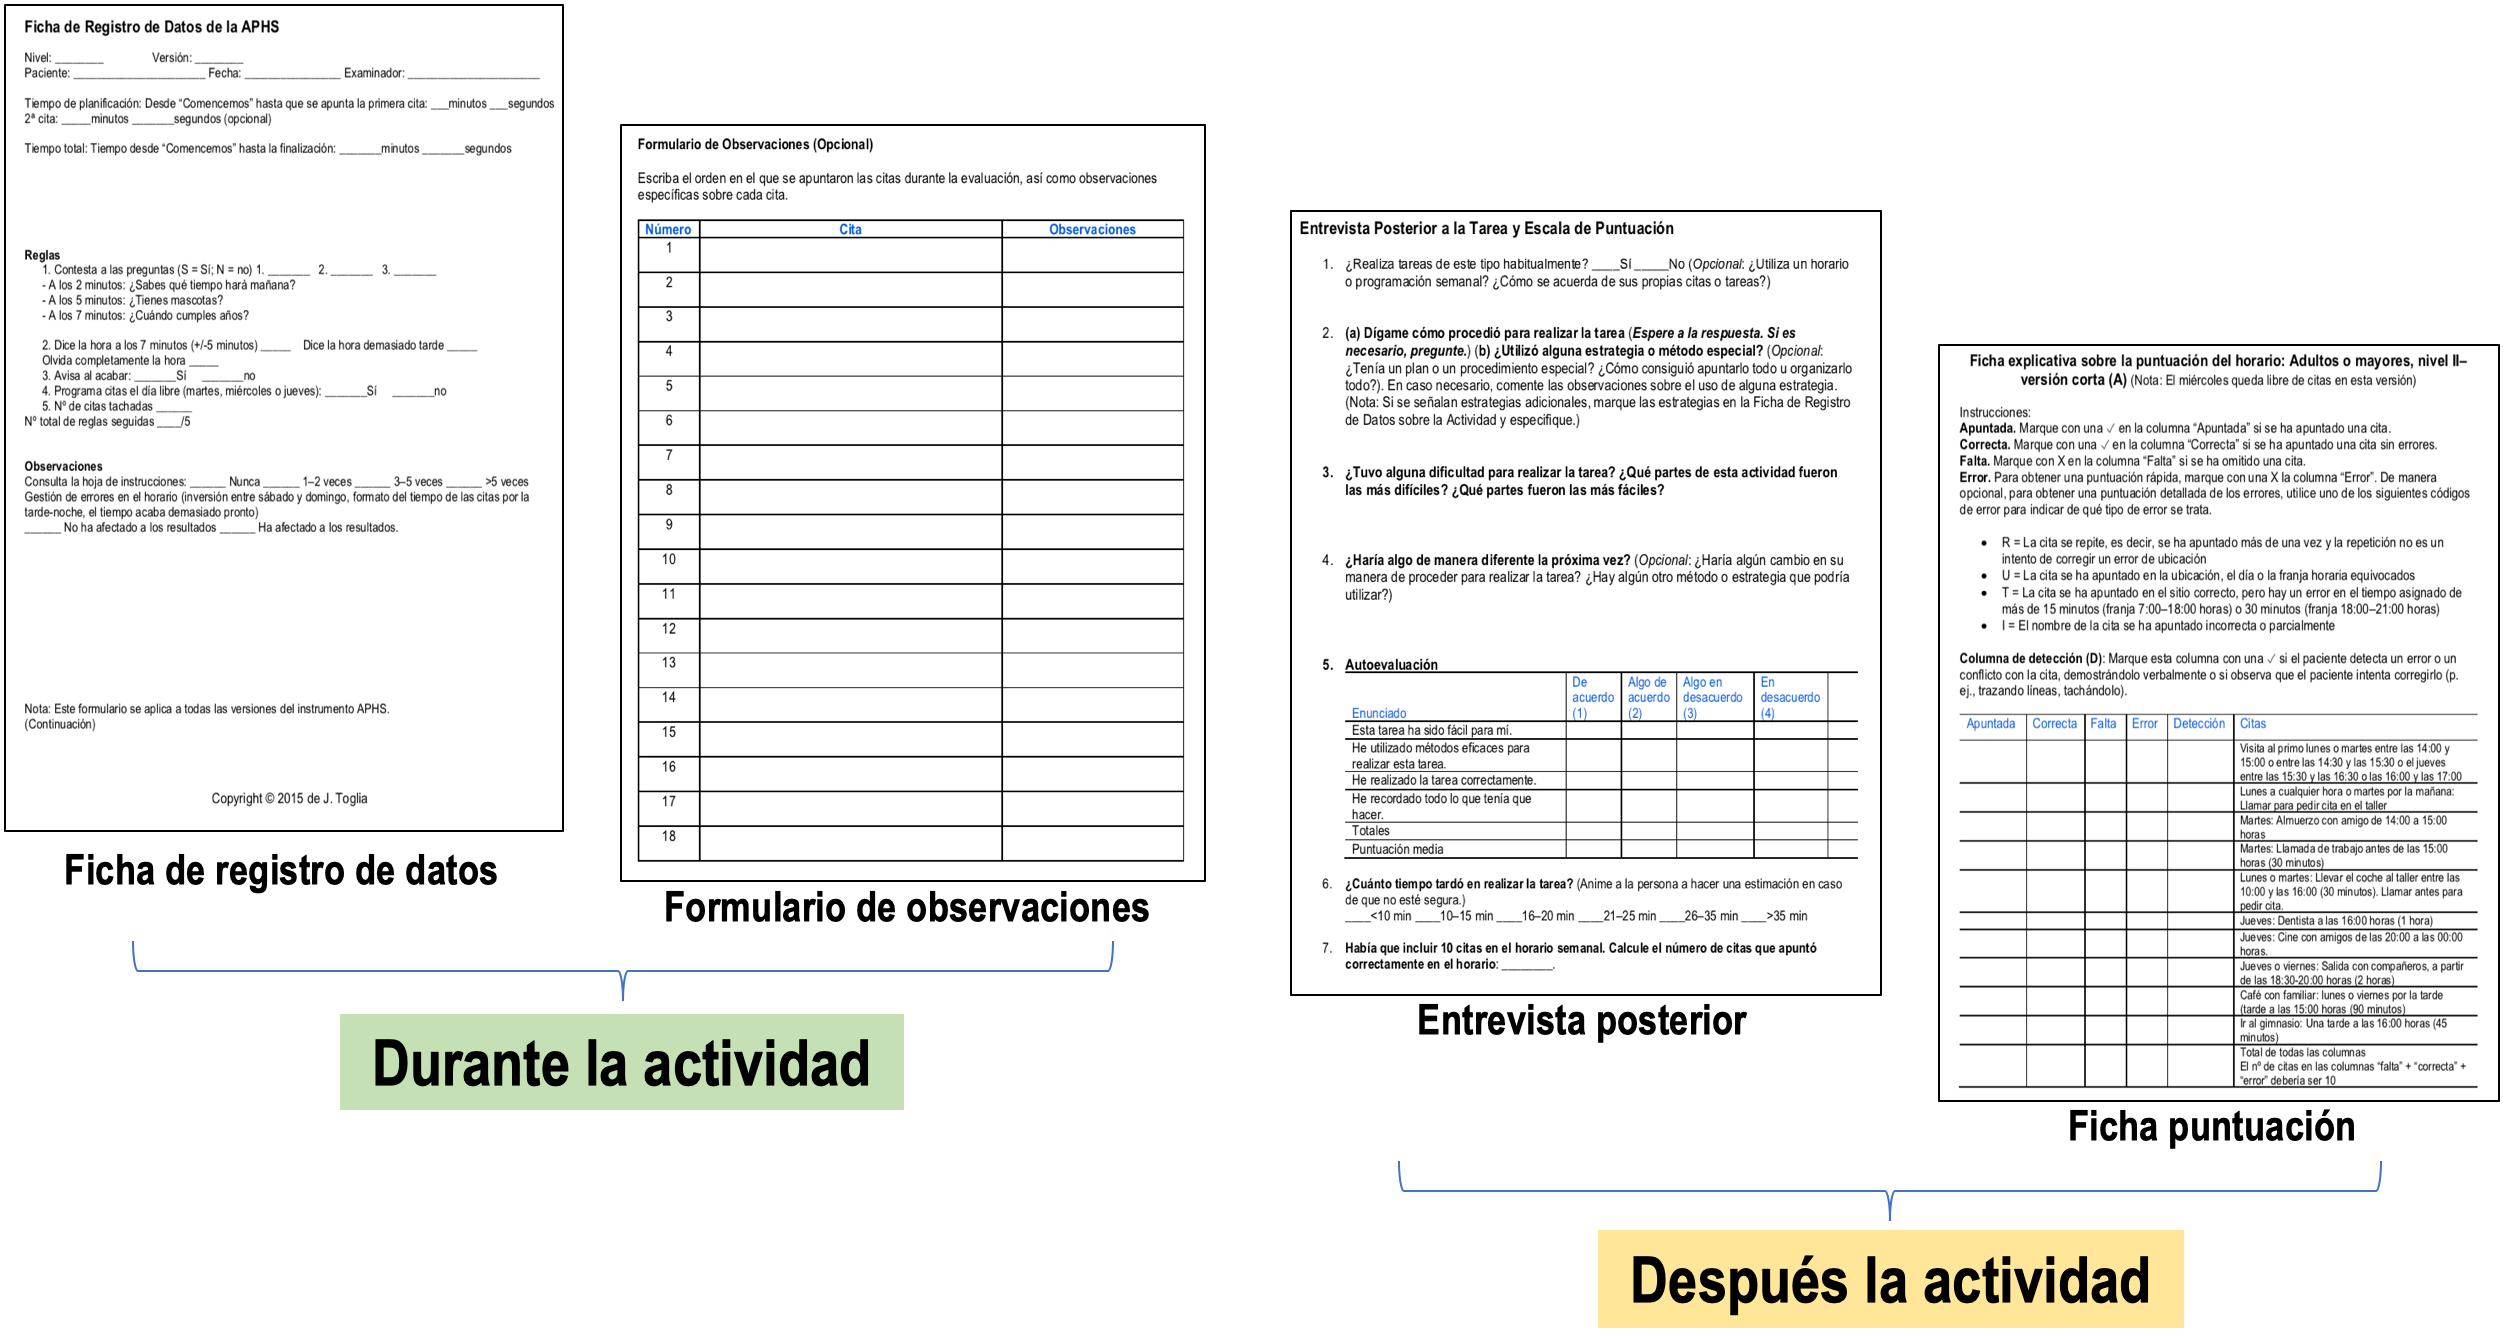 Ficha de Registro de Datos de la APHS
Nivel: ________ Versión: ________
Paciente: ______________________ Fecha: ________________ Examinador: ______________________
Tiempo de planificación: Desde “Comencemos” hasta que se apunta la primera cita: ___minutos ___segundos
2ª cita: _____minutos _______segundos (opcional)
Tiempo total: Tiempo desde “Comencemos” hasta la finalización: _______minutos _______segundos
Reglas
1. Contesta a las preguntas (S = Sí; N = no) 1. _______ 2. _______ 3. _______
- A los 2 minutos: ¿Sabes qué tiempo hará mañana?
- A los 5 minutos: ¿Tienes mascotas?
- A los 7 minutos: ¿Cuándo cumples años?
2. Dice la hora a los 7 minutos (+/-5 minutos) _____ Dice la hora demasiado tarde _____
Olvida completamente la hora _____
3. Avisa al acabar: _______Sí _______no
4. Programa citas el día libre (martes, miércoles o jueves): _______Sí _______no
5. Nº de citas tachadas ______
Nº total de reglas seguidas ____/5
Observaciones
Consulta la hoja de instrucciones: ______ Nunca ______ 1–2 veces ______ 3–5 veces ______ >5 veces
Gestión de errores en el horario (inversión entre sábado y domingo, formato del tiempo de las citas por la
tarde-noche, el tiempo acaba demasiado pronto)
______ No ha afectado a los resultados ______ Ha afectado a los resultados.
Nota: Este formulario se aplica a todas las versiones del instrumento APHS.
(Continuación)
Copyright © 2015 de J. Toglia
Ficha de registro de datos
Formulario de Observaciones (Opcional)
Escriba el orden en el que se apuntaron las citas durante la evaluación, así como observaciones
específicas sobre cada cita.
Número Cita Observaciones
1
2
3
4
5
6
7
8
9
10
11
12
13
14
15
16
17
18
Formulario de observaciones
Durante la actividad
Entrevista Posterior a la Tarea y Escala de Puntuación
1. ¿Realiza tareas de este tipo habitualmente? ____Sí _____No (Opcional: ¿Utiliza un horario
o programación semanal? ¿Cómo se acuerda de sus propias citas o tareas?)
2. (a) Dígame cómo procedió para realizar la tarea (Espere a la respuesta. Si es
necesario, pregunte.) (b) ¿Utilizó alguna estrategia o método especial? (Opcional:
¿Tenía un plan o un procedimiento especial? ¿Cómo consiguió apuntarlo todo u organizarlo
todo?). En caso necesario, comente las observaciones sobre el uso de alguna estrategia.
(Nota: Si se señalan estrategias adicionales, marque las estrategias en la Ficha de Registro
de Datos sobre la Actividad y especifique.)
3. ¿Tuvo alguna dificultad para realizar la tarea? ¿Qué partes de esta actividad fueron
las más difíciles? ¿Qué partes fueron las más fáciles?
4. ¿Haría algo de manera diferente la próxima vez? (Opcional: ¿Haría algún cambio en su
manera de proceder para realizar la tarea? ¿Hay algún otro método o estrategia que podría
utilizar?)
5. Autoevaluación
Enunciado De acuerdo (1) Algo de acuerdo (2) Algo en desacuerdo (3) En desacuerdo (4)
Esta tarea ha sido fácil para mí.
He utilizado métodos eficaces para
realizar esta tarea.
He realizado la tarea correctamente.
He recordado todo lo que tenía que
hacer.
Totales
Puntuación media
6. ¿Cuánto tiempo tardó en realizar la tarea? (Anime a la persona a hacer una estimación en caso
de que no esté segura.)
____<10 min ____10–15 min ____16–20 min ____21–25 min ____26–35 min ____>35 min
7. Había que incluir 10 citas en el horario semanal. Calcule el número de citas que apuntó
correctamente en el horario: ________.
Entrevista posterior
Ficha explicativa sobre la puntuación del horario: Adultos o mayores, nivel II–
versión corta (A) (Nota: El miércoles queda libre de citas en esta versión)
Instrucciones:
Apuntada. Marque con una ✓ en la columna “Apuntada” si se ha apuntado una cita.
Correcta. Marque con una ✓ en la columna “Correcta” si se ha apuntado una cita sin errores.
Falta. Marque con X en la columna “Falta” si se ha omitido una cita.
Error. Para obtener una puntuación rápida, marque con una X la columna “Error”. De manera
opcional, para obtener una puntuación detallada de los errores, utilice uno de los siguientes códigos
de error para indicar de qué tipo de error se trata.
• R = La cita se repite, es decir, se ha apuntado más de una vez y la repetición no es un
intento de corregir un error de ubicación
• U = La cita se ha apuntado en la ubicación, el día o la franja horaria equivocados
• T = La cita se ha apuntado en el sitio correcto, pero hay un error en el tiempo asignado de
más de 15 minutos (franja 7:00–18:00 horas) o 30 minutos (franja 18:00–21:00 horas)
• I = El nombre de la cita se ha apuntado incorrecta o parcialmente
Columna de detección (D): Marque esta columna con una ✓ si el paciente detecta un error o un
conflicto con la cita, demostrándolo verbalmente o si observa que el paciente intenta corregirlo (p.
ej., trazando líneas, tachándolo).
Apuntada Correcta Falta Error Detección Citas
Visita al primo lunes o martes entre las 14:00 y
15:00 o entre las 14:30 y las 15:30 o el jueves
entre las 15:30 y las 16:30 o las 16:00 y las 17:00
Lunes a cualquier hora o martes por la mañana:
Llamar para pedir cita en el taller
Martes: Almuerzo con amigo de 14:00 a 15:00
horas
Martes: Llamada de trabajo antes de las 15:00
horas (30 minutos)
Lunes o martes: Llevar el coche al taller entre las
10:00 y las 16:00 (30 minutos). Llamar antes para
pedir cita.
Jueves: Dentista a las 16:00 horas (1 hora)
Jueves: Cine con amigos de las 20:00 a las 00:00
horas.
Jueves o viernes: Salida con compañeros, a partir
de las 18:30-20:00 horas (2 horas)
Café con familiar: lunes o viernes por la tarde
(tarde a las 15:00 horas (90 minutos)
Ir al gimnasio: Una tarde a las 16:00 horas (45
minutos)
Total de todas las columnas
El nº de citas en las columnas “falta” + “correcta” +
“error” debería ser 10
Ficha puntuación
Después la actividad